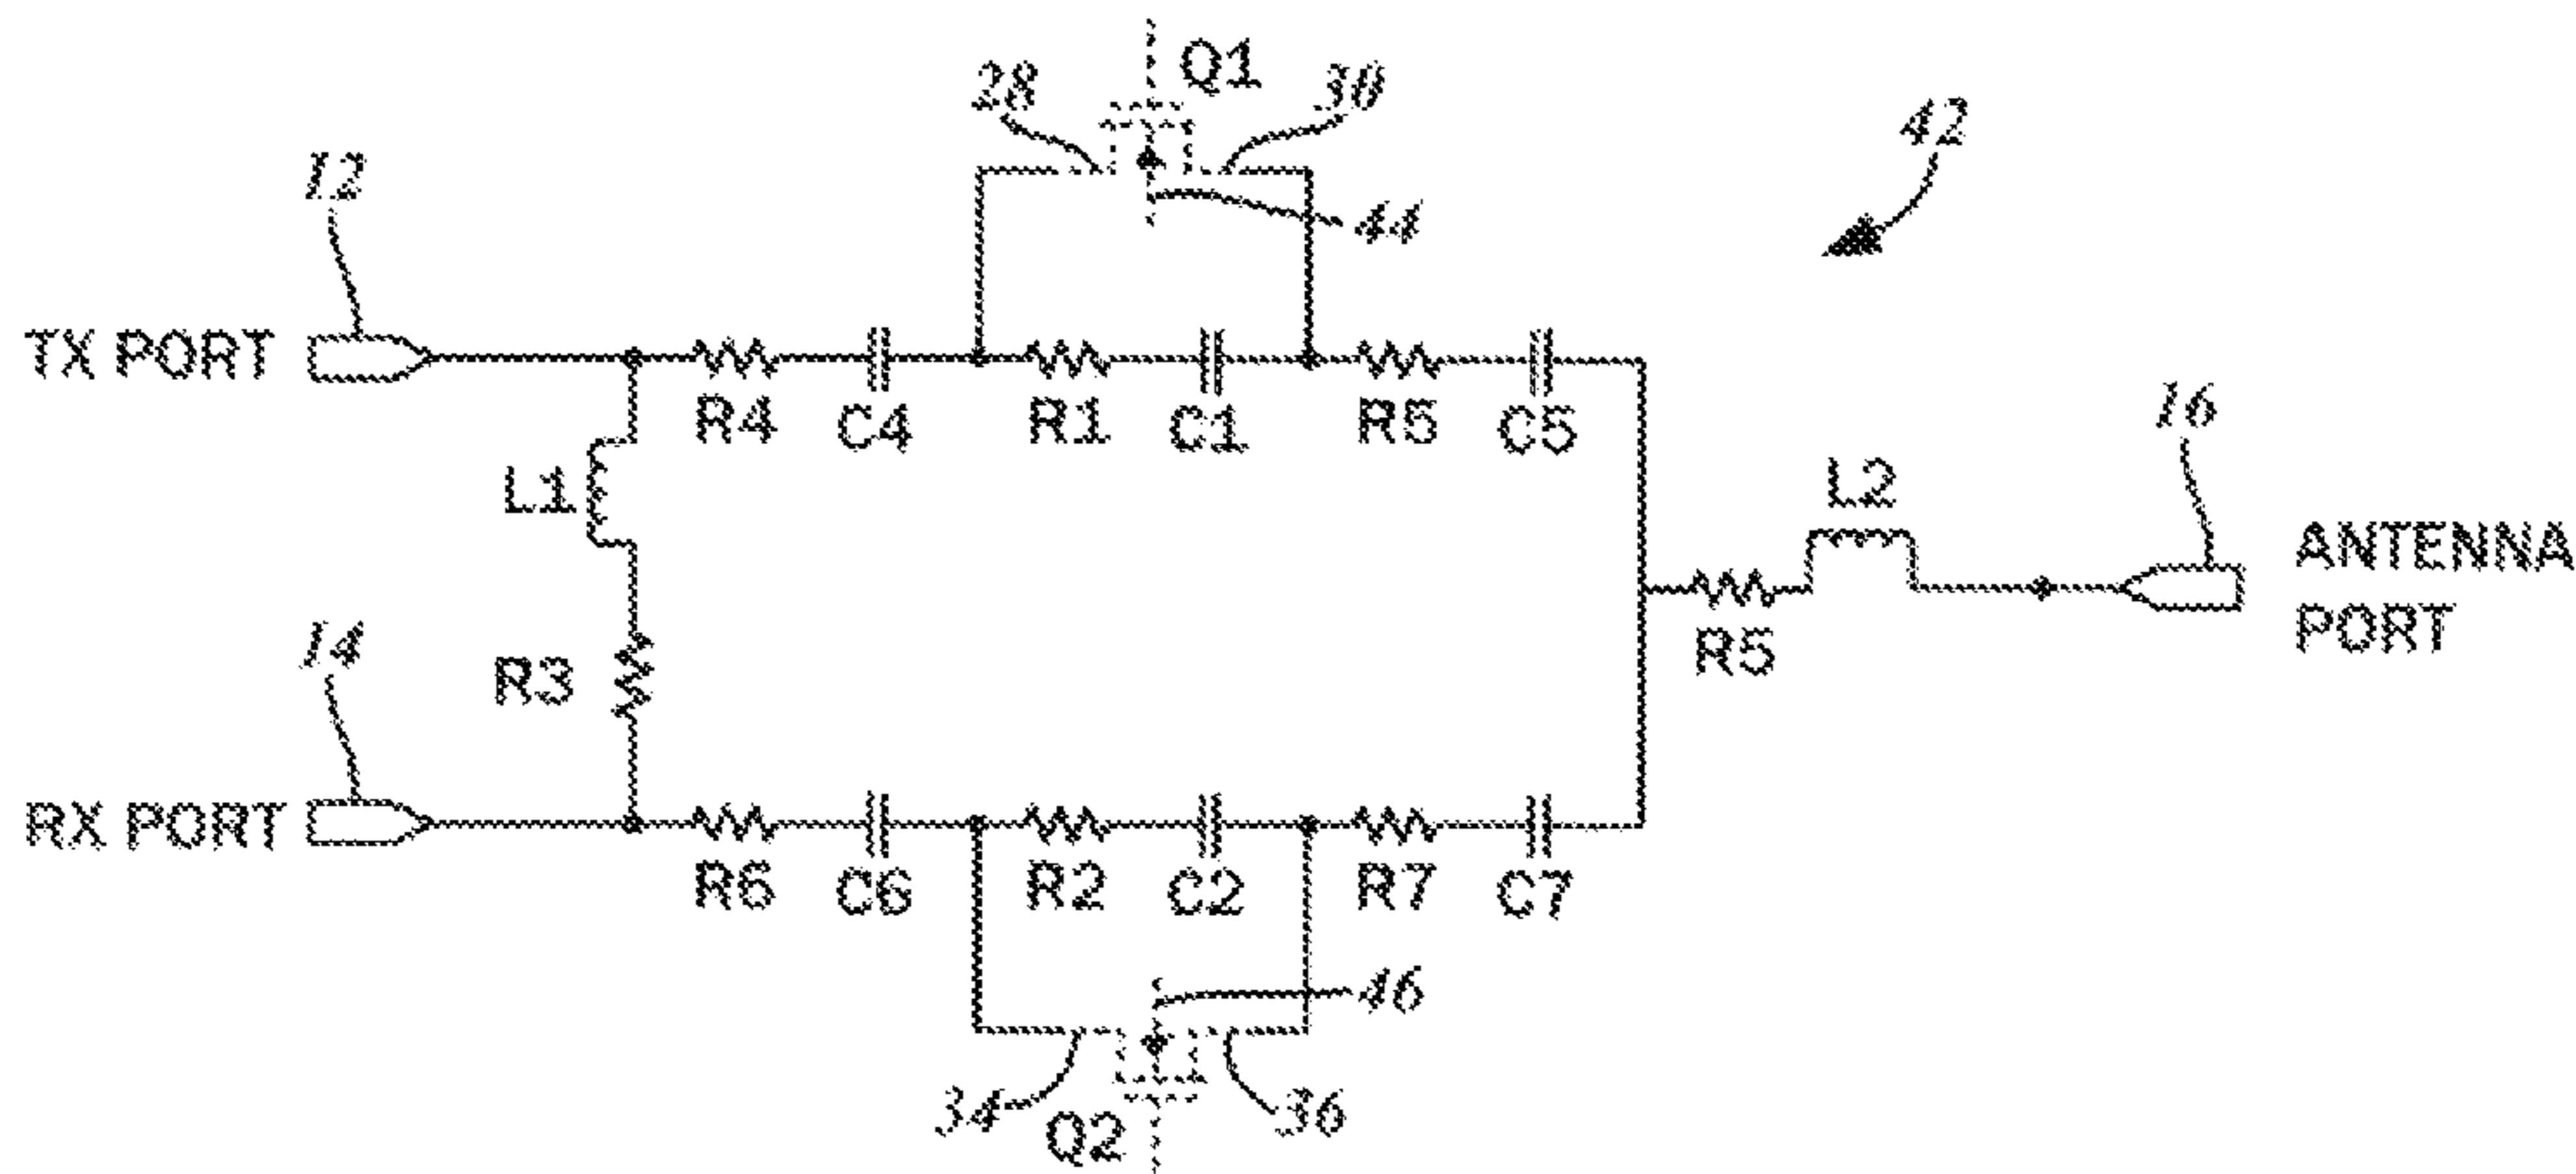 Q1
28
30
42
12
44
TX PORT
R4
C4
R1
C1
R5
C5
16
L1
L2
ANTENNA
PORT
14
R3
R5
RX PORT
R6
C6
R2
C2
R7
C7
46
34
36
Q2